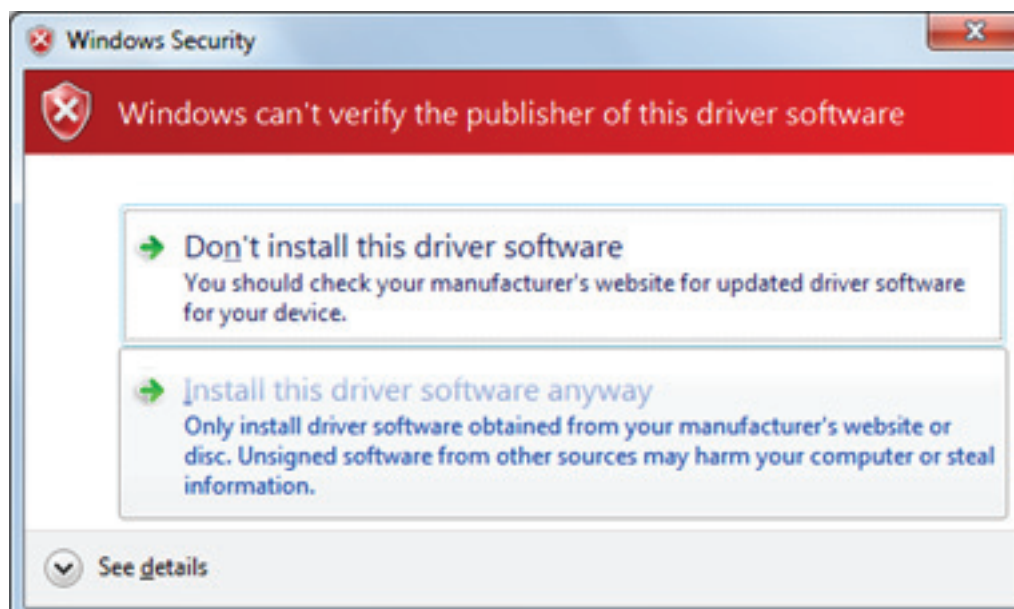 Windows Security
Windows can't verify the publisher of this driver software
Don't install this driver software
You should check your manufacturer's website for updated driver software
for your device.
Install this driver software anyway
Only install driver software obtained from your manufacturer's website or
disc. Unsigned software from other sources may harm your computer or steal
information.
See details